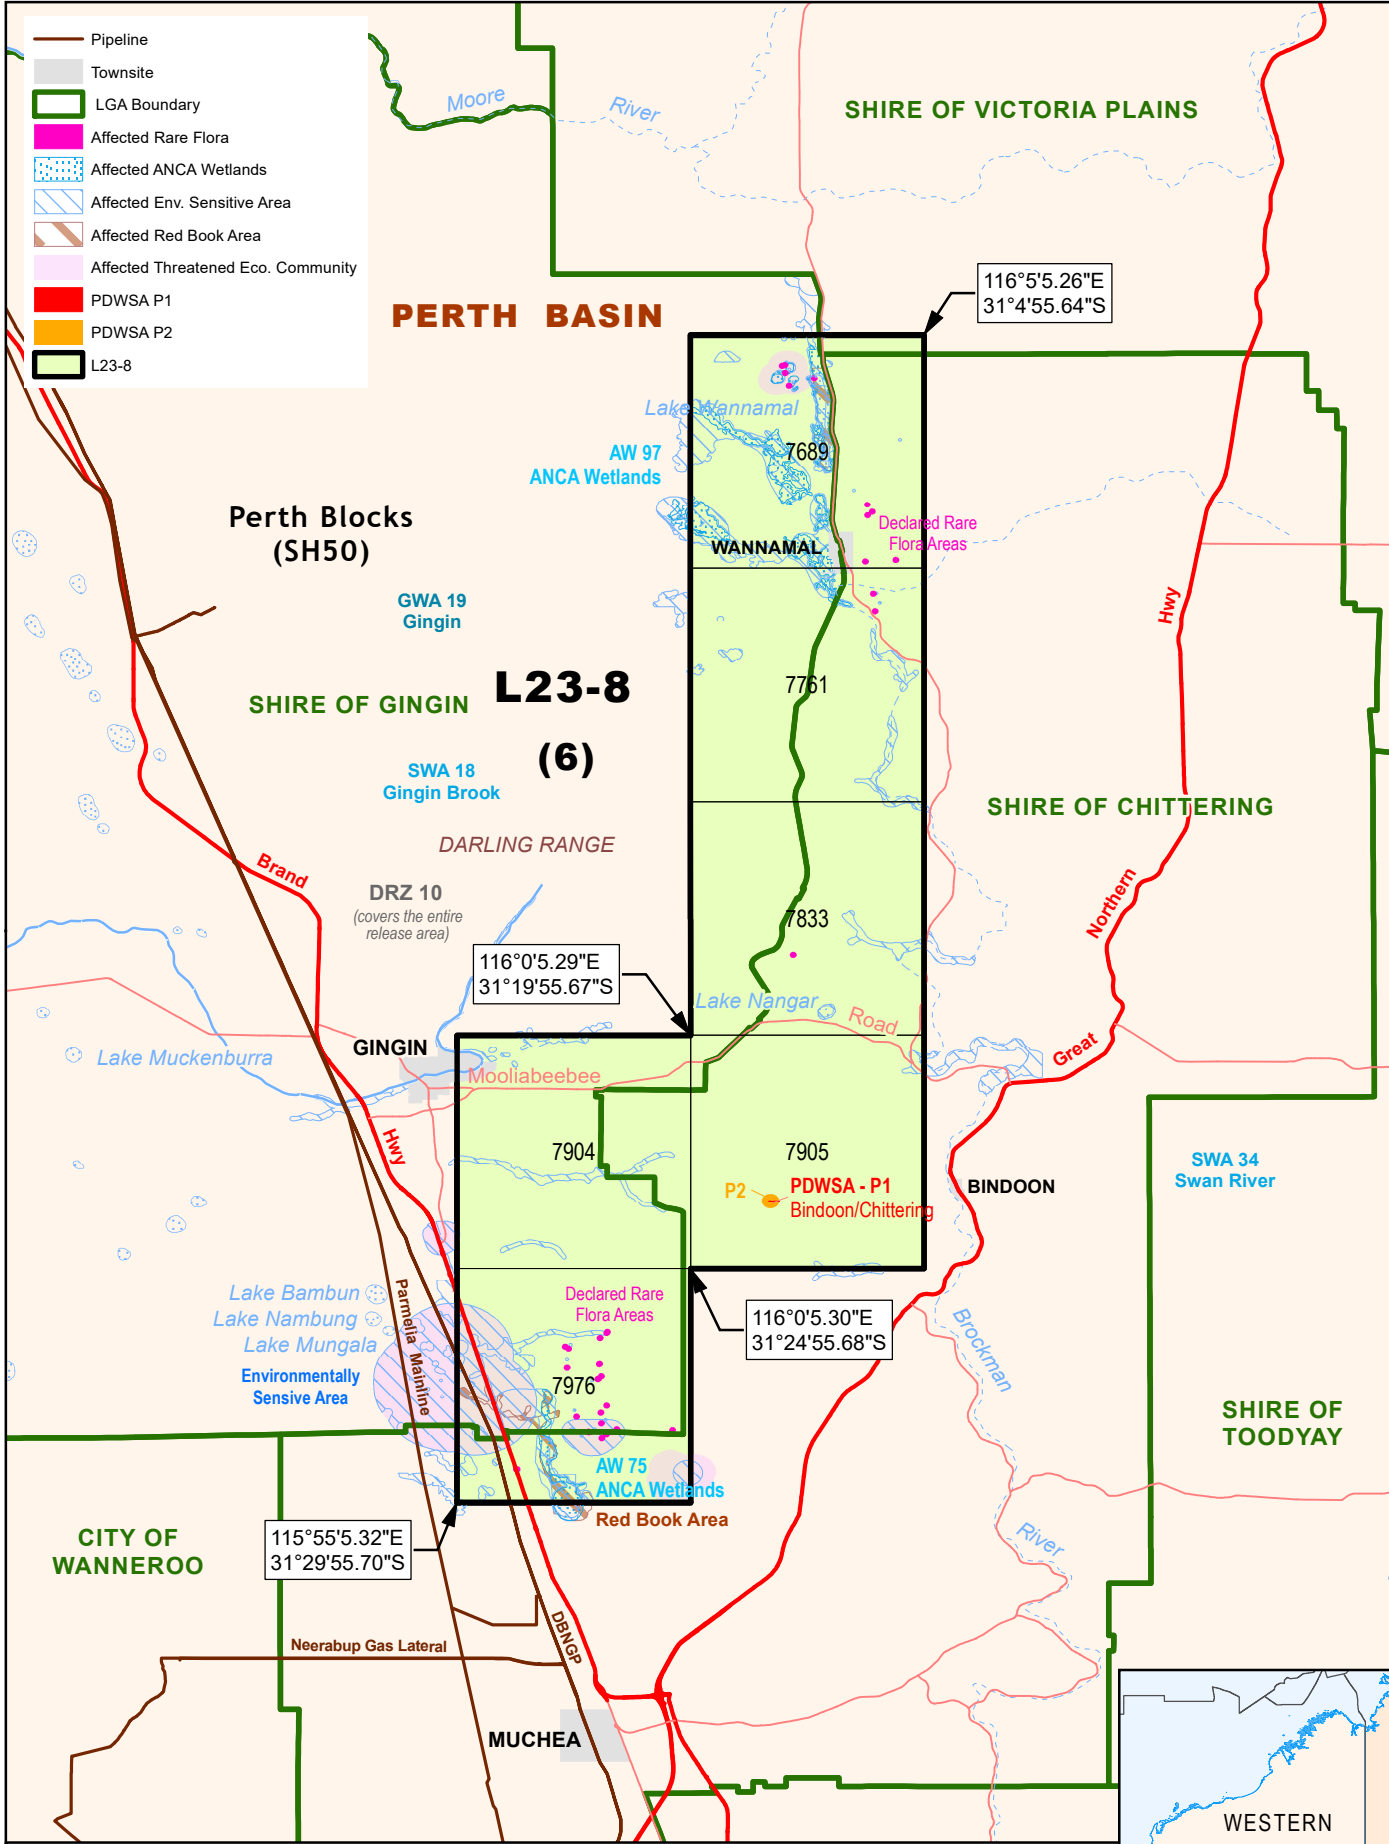 Pipeline
Townsite
LGA Boundary
Affected Rare Flora
Affected ANCA Wetlands
Affected Env. Sensitive Area
Affected Red Book Area
Affected Threatened Eco. Community
PDWSA P1
PDWSA P2
L23-8
Moore
River
SHIRE OF VICTORIA PLAINS
116°5'5.26"E
31°4'55.64"S
PERTH BASIN
Lake Wannamal
7689
AW 97
ANCA Wetlands
Perth Blocks
(SH50)
Declared Rare
Flora Areas
WANNAMAL
GWA 19
Gingin
Hwy
L23-8
7761
SHIRE OF GINGIN
(6)
SWA 18
Gingin Brook
SHIRE OF CHITTERING
DARLING RANGE
Brand
DRZ 10
(covers the entire
release area)
7833
Northern
116°0'5.29"E
31°19'55.67"S
Lake Nangar
Road
GINGIN
Lake Muckenburra
Great
Mooliabeebee
Hwy
7904
7905
SWA 34
Swan River
P2
PDWSA - P1
Bindoon/Chittering
BINDOON
Lake Bambun
Lake Nambung
Lake Mungala
Parmelia Mainline
Declared Rare
Flora Areas
116°0'5.30"E
31°24'55.68"S
Brockman
Environmentally
Sensive Area
7976
SHIRE OF
TOODYAY
AW 75
ANCA Wetlands
Red Book Area
CITY OF
WANNEROO
115°55'5.32"E
31°29'55.70"S
River
DBNGP
Neerabup Gas Lateral
MUCHEA
WESTERN